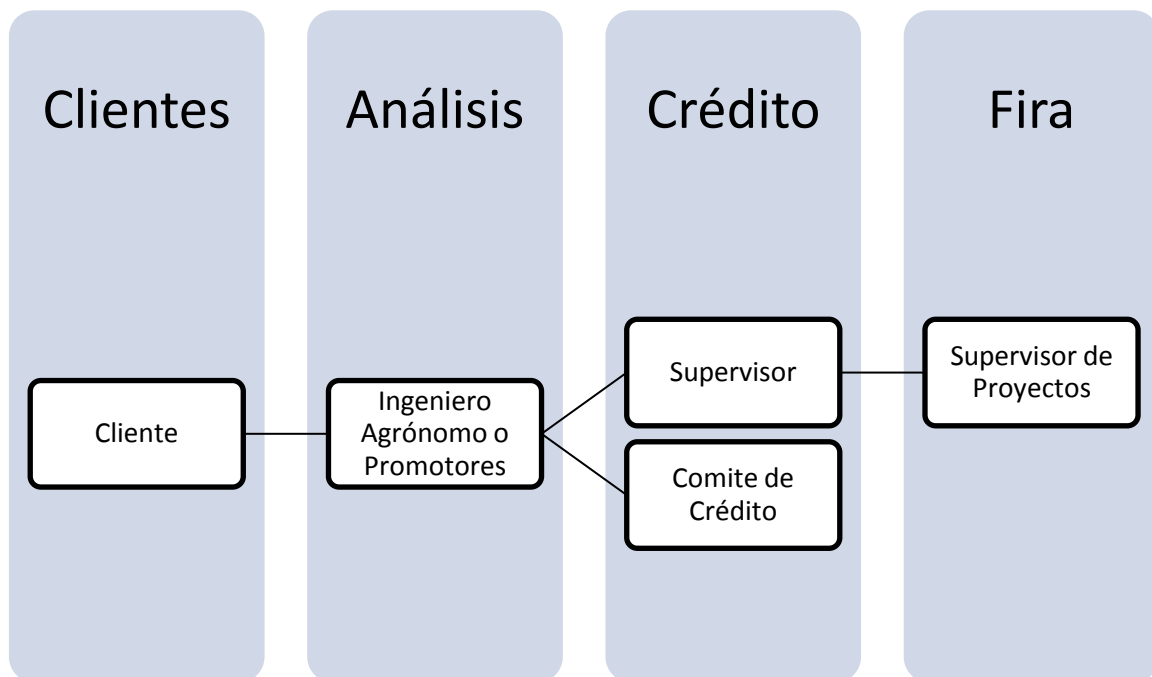 Clientes
Análisis
Crédito
Fira
Cliente
Ingeniero
Agrónomo o
Promotores
Supervisor
Comite de
Crédito
Supervisor de
Proyectos